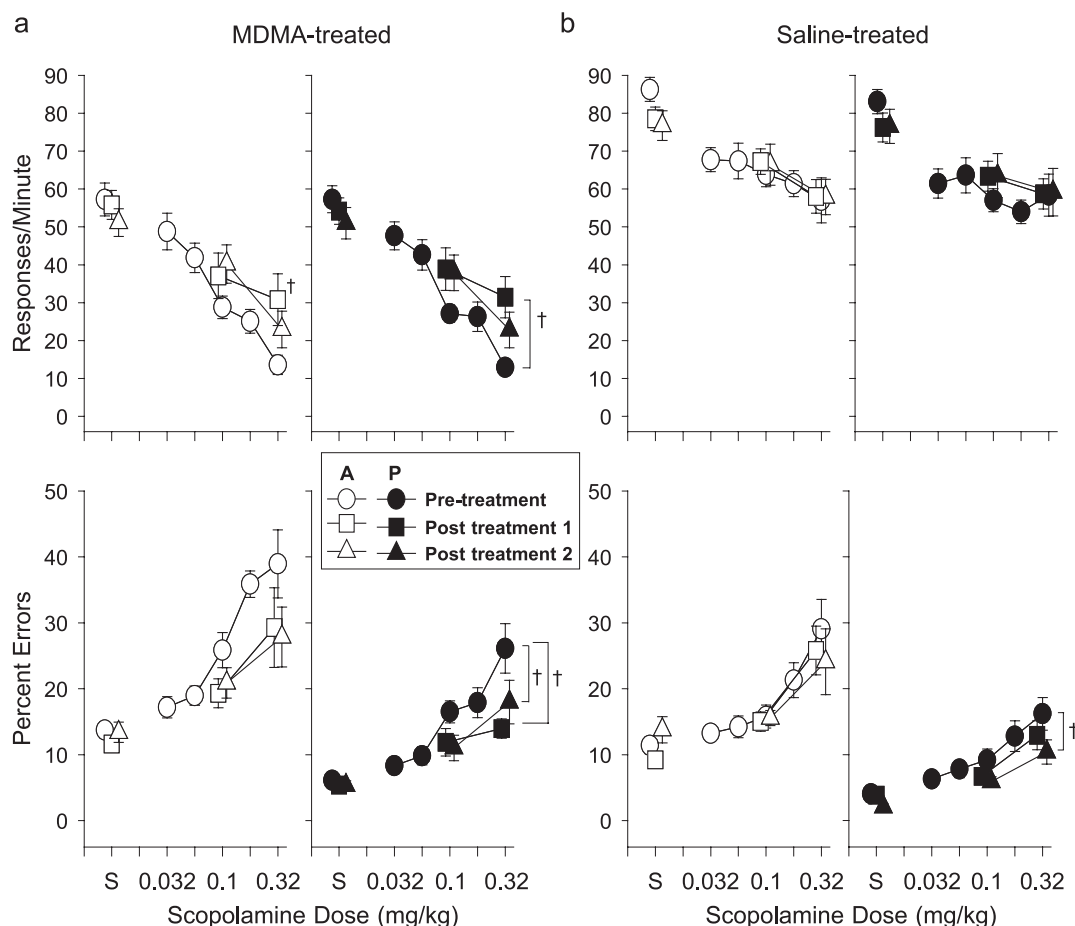 a
MDMA-treated
b
Saline-treated
Responses/Minute
90
80
70
60
50
40
30
20
10
0
†
†
90
80
70
60
50
40
30
20
10
0
A P
Pre-treatment
Post treatment 1
Post treatment 2
Percent Errors
50
40
30
20
10
0
† †
50
40
30
20
10
0
†
S 0.032 0.1 0.32 S 0.032 0.1 0.32
Scopolamine Dose (mg/kg)
S 0.032 0.1 0.32 S 0.032 0.1 0.32
Scopolamine Dose (mg/kg)